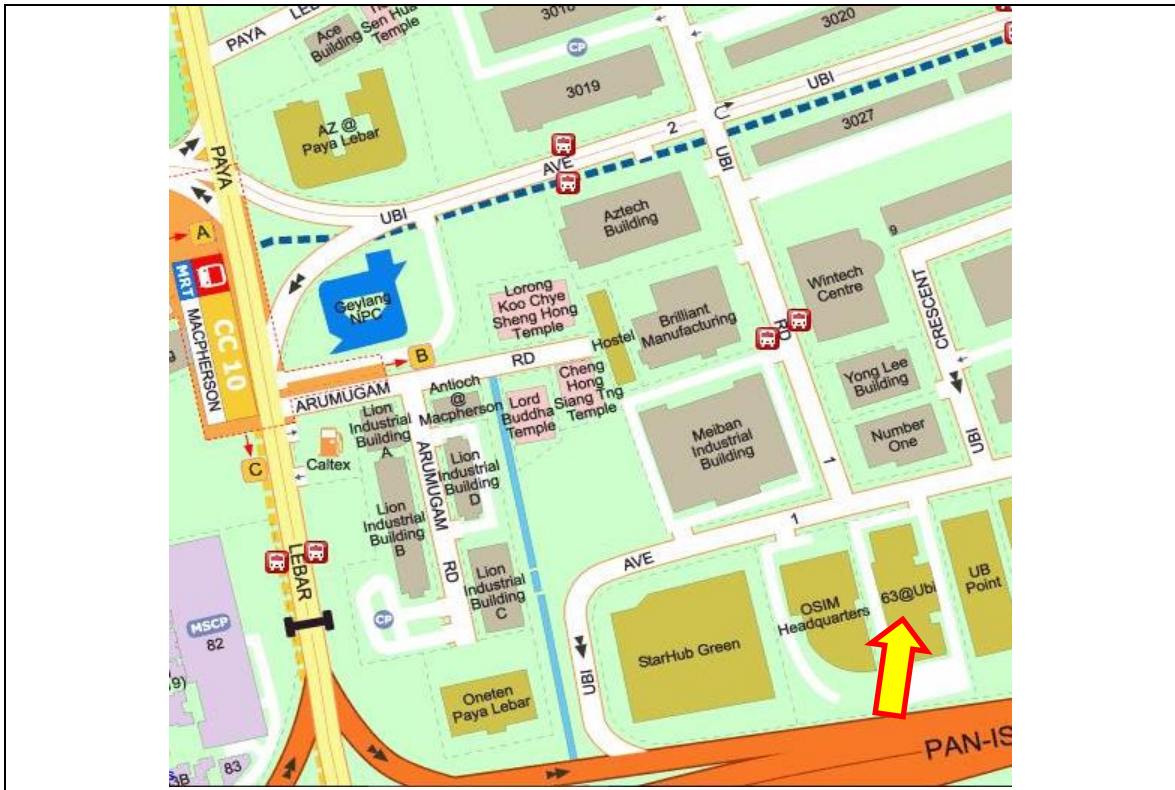 PAYA
LE
Ace
Building
Sen Hua
Temple
3016
CP
3019
3020
UBI
3027
AZ @
Paya Lebar
PAYA
AVE
2
UBI
UBI
Aztech
Building
9
A
MRT
MACPHERSON
CC 10
Geylang
NPC
Lorong
Koo Chye
Sheng Hong
Temple
Hostel
Brilliant
Manufacturing
Wintech
Centre
CRESCENT
RD
B
RD
ARUMUGAM
Antioch
@
Macpherson
Lord
Buddha
Temple
Cheng
Hong
Siang Tng
Temple
Yong Lee
Building
Number
One
UBI
Meiban
Industrial
Building
1
Lion
Industrial
Building
A
Caltex
C
Lion
Industrial
Building
D
ARUMUGAM
Lion
Industrial
Building
B
RD
Lion
Industrial
Building
C
LEBAR
AVE
1
OSIM
Headquarters
63@Ubi
UB
Point
MSCP
82
CP
StarHub Green
UBI
Oneten
Paya Lebar
9)
3B
83
PAN-IS